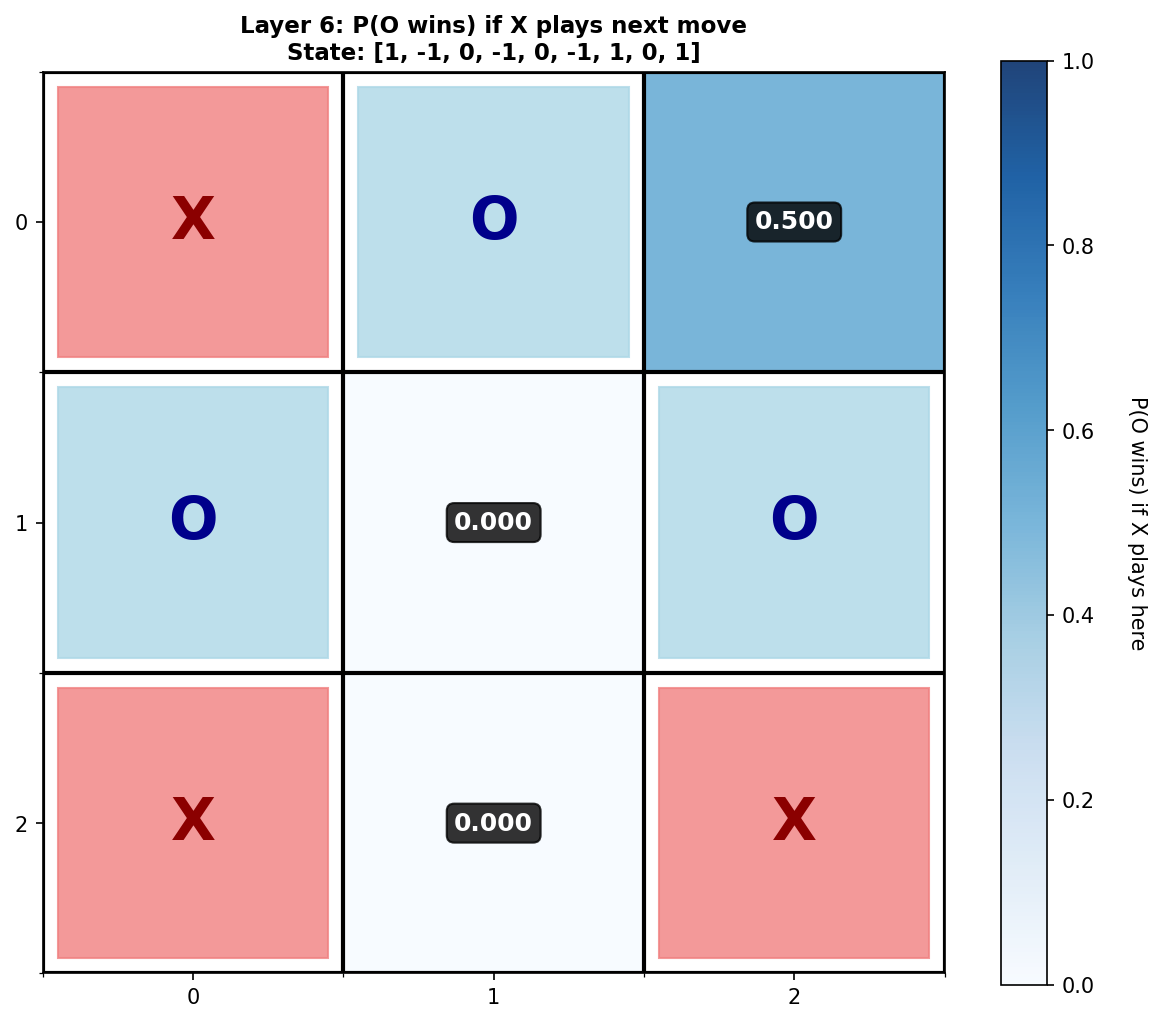 Layer 6: P(O wins) if X plays next move
State: [1, -1, 0, -1, 0, -1, 1, 0, 1]
0
X
O
0.500
1
O
0.000
O
2
X
0.000
X
0
1
2
1.0
0.8
0.6
0.4
0.2
0.0
P(O wins) if X plays here